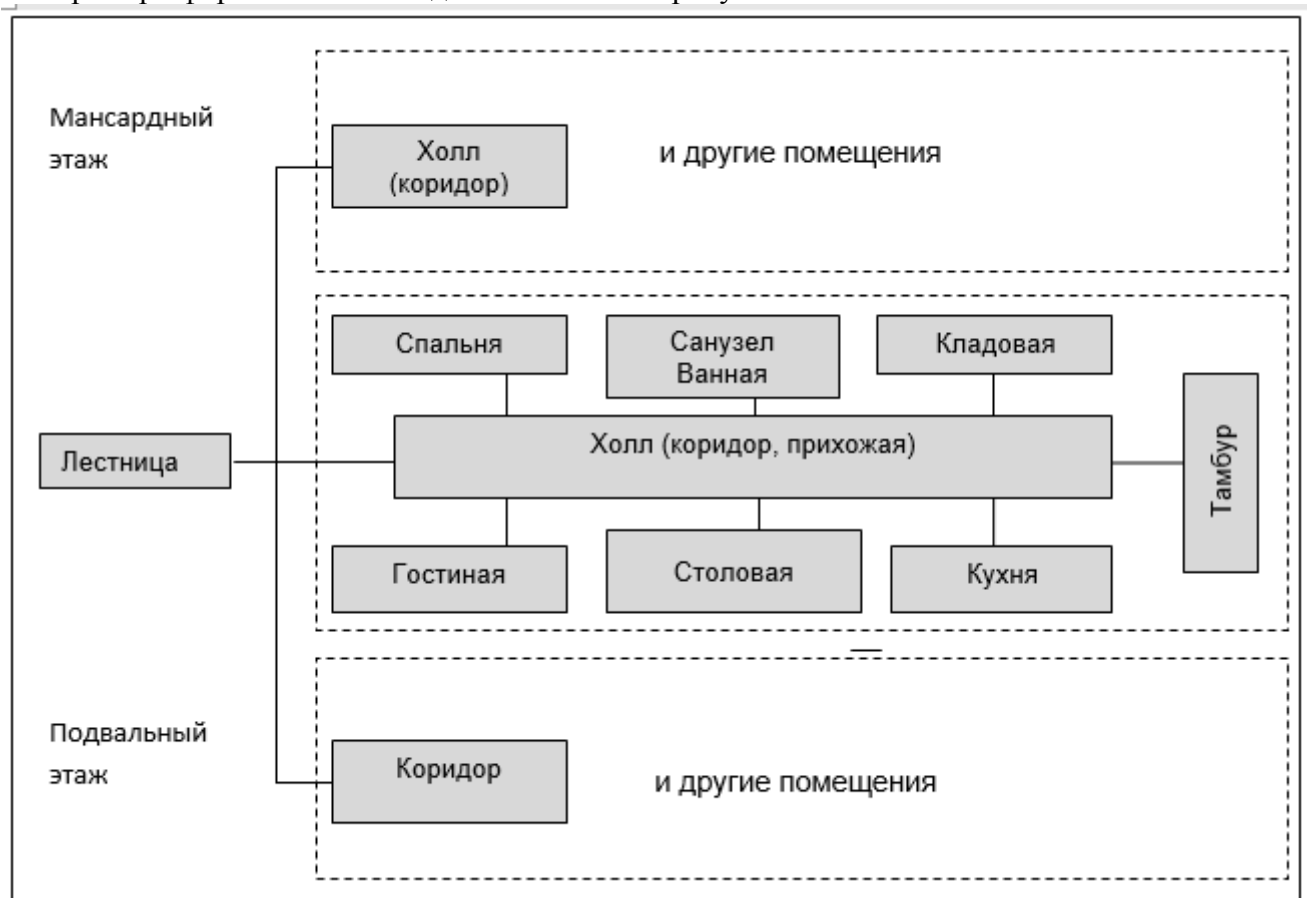 Мансардный
этаж
Холл
(коридор)
и другие помещения
Спальня
Санузел
Ванная
Кладовая
Лестница
Холл (коридор, прихожая)
Тамбур
Гостиная
Столовая
Кухня
Подвальный
этаж
Коридор
и другие помещения